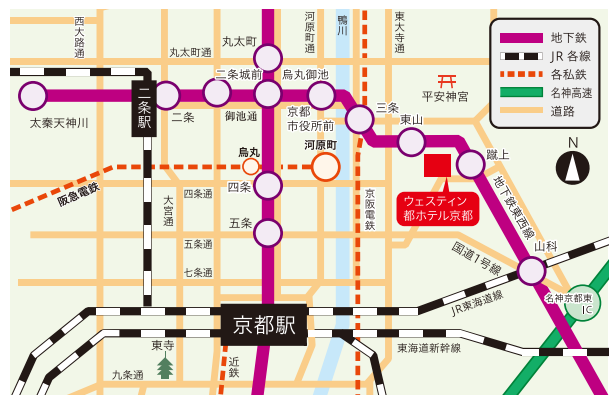 西大路通
丸太町
丸太町通
河原町通
鴨川
東大寺通
地下鉄
JR 各線
各私鉄
名神高速
道路
二条城前
烏丸御池
平安神宮
太秦天神川
二条駅
二条
御池通
京都
市役所前
三条
東山
蹴上
N
烏丸
河原町
阪急電鉄
大宮通
四条通
四条
京阪電鉄
ウェスティン
都ホテル京都
地下鉄東西線
五条
五条通
七条通
国道1号線
山科
JR東海道線
名神京都東
IC
京都駅
東寺
近鉄
東海道新幹線
九条通